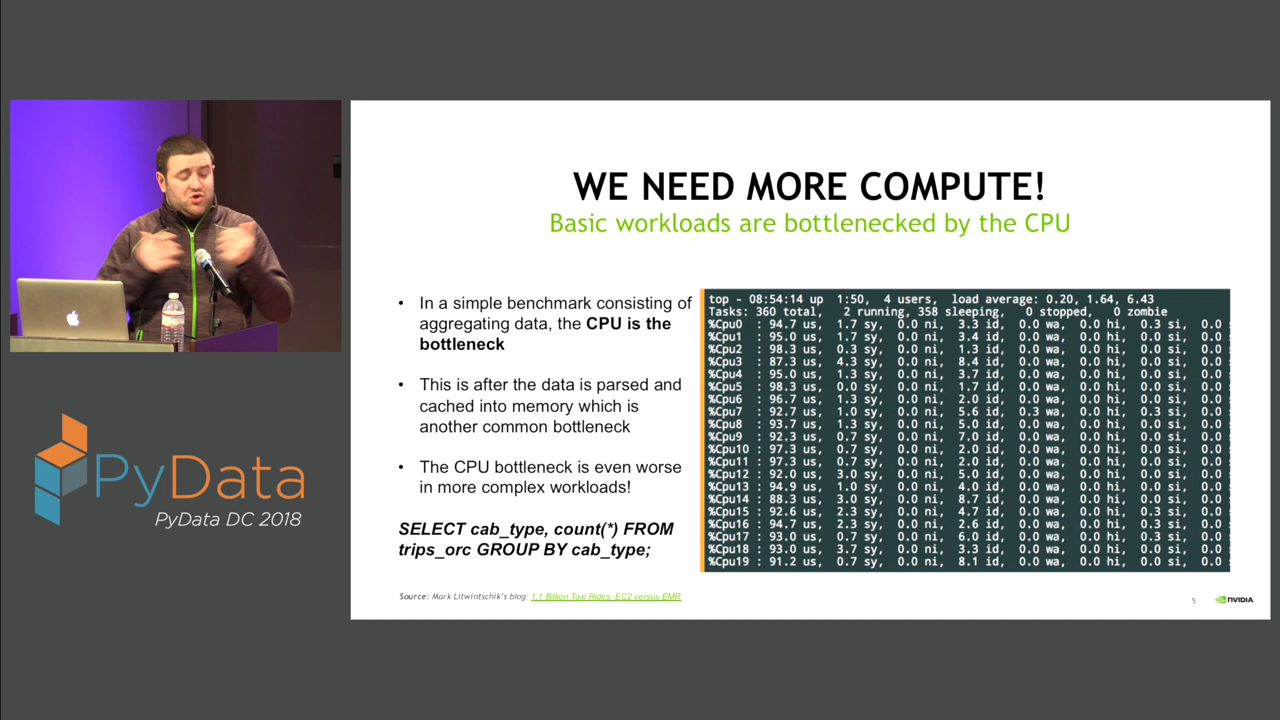 WE NEED MORE COMPUTE!
Basic workloads are bottlenecked by the CPU
• In a simple benchmark consisting of
aggregating data, the CPU is the
bottleneck
• This is after the data is parsed and
cached into memory which is
another common bottleneck
• The CPU bottleneck is even worse
in more complex workloads!
SELECT cab_type, count(*) FROM
trips_orc GROUP BY cab_type;
top - 08:54:14 up 1:50, 4 users, load average: 0.20, 1.64, 6.43
Tasks: 360 total, 2 running, 358 sleeping, 0 stopped, 0 zombie
%Cpu0 : 94.7 us, 1.7 sy, 0.0 ni, 3.3 id, 0.0 wa, 0.0 hi, 0.3 si, 0.0
%Cpu1 : 95.0 us, 1.7 sy, 0.0 ni, 3.4 id, 0.0 wa, 0.0 hi, 0.0 si, 0.0
%Cpu2 : 98.3 us, 0.3 sy, 0.0 ni, 1.3 id, 0.0 wa, 0.0 hi, 0.0 si, 0.0
%Cpu3 : 87.3 us, 4.3 sy, 0.0 ni, 8.4 id, 0.0 wa, 0.0 hi, 0.0 si, 0.0
%Cpu4 : 95.0 us, 1.3 sy, 0.0 ni, 3.7 id, 0.0 wa, 0.0 hi, 0.0 si, 0.0
%Cpu5 : 98.3 us, 0.0 sy, 0.0 ni, 1.7 id, 0.0 wa, 0.0 hi, 0.0 si, 0.0
%Cpu6 : 96.7 us, 1.3 sy, 0.0 ni, 2.0 id, 0.0 wa, 0.0 hi, 0.0 si, 0.0
%Cpu7 : 92.7 us, 1.0 sy, 0.0 ni, 5.6 id, 0.3 wa, 0.0 hi, 0.3 si, 0.0
%Cpu8 : 93.7 us, 1.3 sy, 0.0 ni, 5.0 id, 0.0 wa, 0.0 hi, 0.0 si, 0.0
%Cpu9 : 92.3 us, 0.7 sy, 0.0 ni, 7.0 id, 0.0 wa, 0.0 hi, 0.0 si, 0.0
%Cpu10 : 97.3 us, 0.7 sy, 0.0 ni, 2.0 id, 0.0 wa, 0.0 hi, 0.0 si, 0.0
%Cpu11 : 97.3 us, 0.7 sy, 0.0 ni, 2.0 id, 0.0 wa, 0.0 hi, 0.0 si, 0.0
%Cpu12 : 92.0 us, 3.0 sy, 0.0 ni, 5.0 id, 0.0 wa, 0.0 hi, 0.0 si, 0.0
%Cpu13 : 94.9 us, 1.0 sy, 0.0 ni, 4.0 id, 0.0 wa, 0.0 hi, 0.0 si, 0.0
%Cpu14 : 88.3 us, 3.0 sy, 0.0 ni, 8.7 id, 0.0 wa, 0.0 hi, 0.0 si, 0.0
%Cpu15 : 92.6 us, 2.3 sy, 0.0 ni, 4.7 id, 0.0 wa, 0.0 hi, 0.3 si, 0.0
%Cpu16 : 94.7 us, 2.3 sy, 0.0 ni, 2.6 id, 0.0 wa, 0.0 hi, 0.3 si, 0.0
%Cpu17 : 93.0 us, 0.7 sy, 0.0 ni, 6.0 id, 0.0 wa, 0.0 hi, 0.3 si, 0.0
%Cpu18 : 93.0 us, 3.7 sy, 0.0 ni, 3.3 id, 0.0 wa, 0.0 hi, 0.0 si, 0.0
%Cpu19 : 91.2 us, 0.7 sy, 0.0 ni, 8.1 id, 0.0 wa, 0.0 hi, 0.0 si, 0.0
Source: Mark Litwintschik's blog: 1.1 Billion Taxi Rides: EC2 versus EMR
5
NVIDIA
PyData
PyData DC 2018